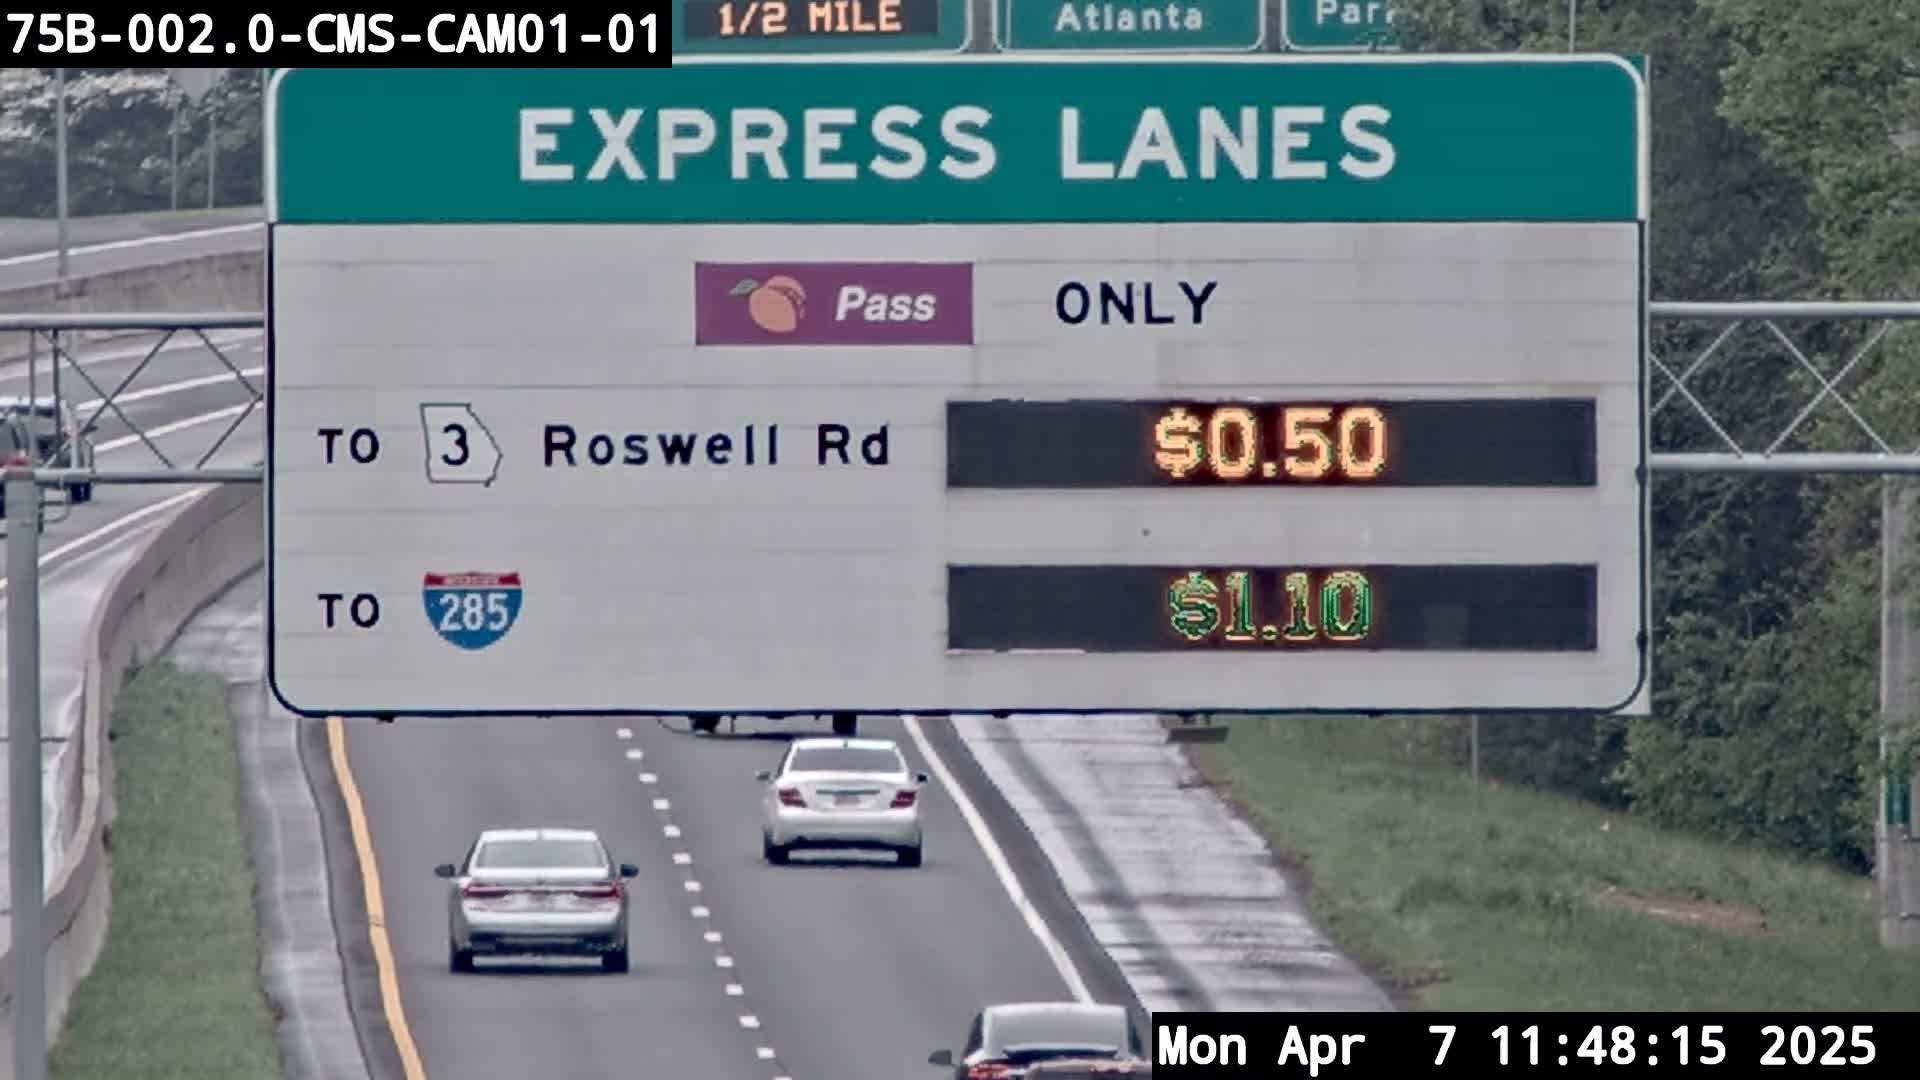 75B-002.0-CMS-CAM01-01
1/2 MILE
Atlanta
EXPRESS LANES
Pass ONLY
TO 3 Roswell Rd $0.50
TO 285 $1.10
Mon Apr 7 11:48:15 2025